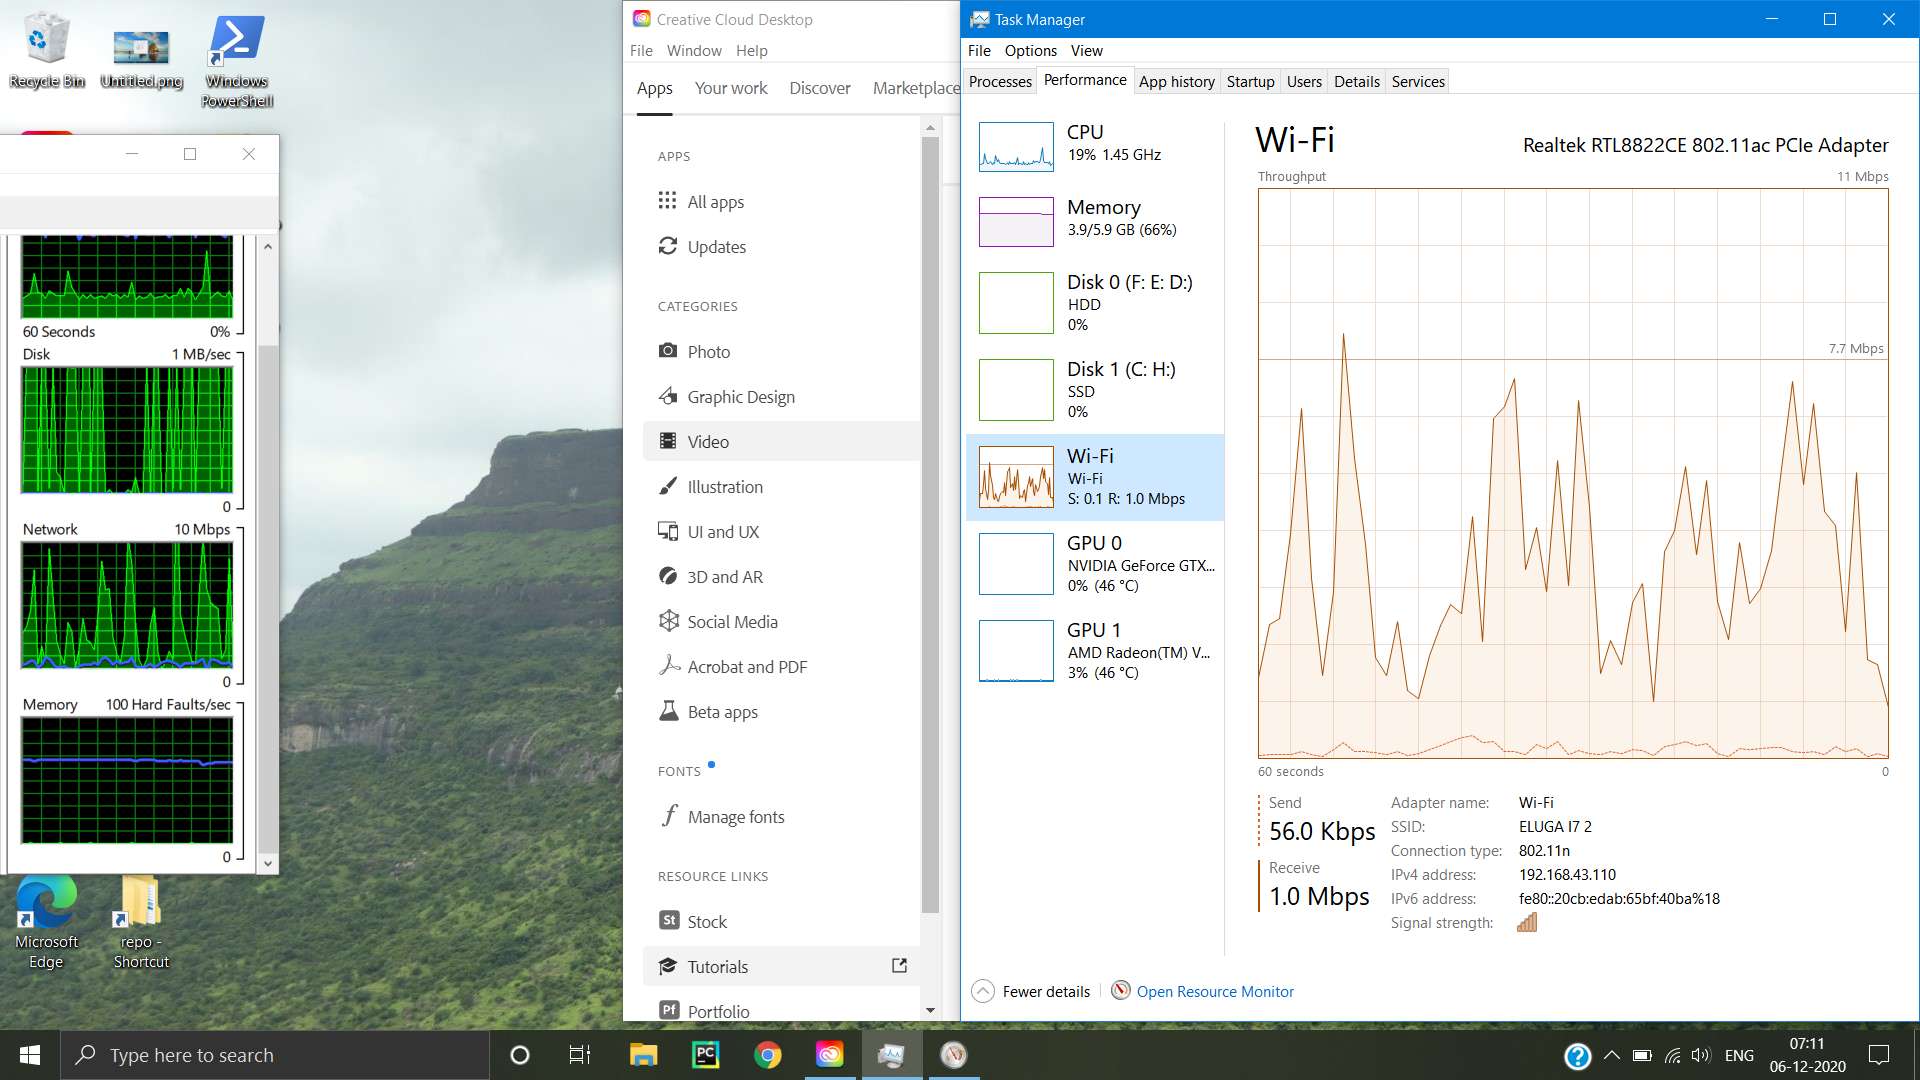 Recycle Bin
Untitled.png
Windows
PowerShell
60 Seconds 0%
Disk 1 MB/sec
0
Network 10 Mbps
0
Memory 100 Hard Faults/sec
0
Microsoft
Edge
repo -
Shortcut
Creative Cloud Desktop
File Window Help
Apps Your work Discover Marketplace
APPS
All apps
Updates
CATEGORIES
Photo
Graphic Design
Video
Illustration
UI and UX
3D and AR
Social Media
Acrobat and PDF
Beta apps
FONTS
Manage fonts
RESOURCE LINKS
St Stock
Tutorials
Pf Portfolio
Task Manager
File Options View
Processes Performance App history Startup Users Details Services
CPU
19% 1.45 GHz
Memory
3.9/5.9 GB (66%)
Disk 0 (F: E: D:)
HDD
0%
Disk 1 (C: H:)
SSD
0%
Wi-Fi
Wi-Fi
S: 0.1 R: 1.0 Mbps
GPU 0
NVIDIA GeForce GTX...
0% (46 °C)
GPU 1
AMD Radeon(TM) V...
3% (46 °C)
Wi-Fi
Realtek RTL8822CE 802.11ac PCIe Adapter
Throughput 11 Mbps
7.7 Mbps
60 seconds 0
Send
56.0 Kbps
Receive
1.0 Mbps
Adapter name: Wi-Fi
SSID: ELUGA I7 2
Connection type: 802.11n
IPv4 address: 192.168.43.110
IPv6 address: fe80::20cb:edab:65bf:40ba%18
Signal strength:
Fewer details
Open Resource Monitor
Type here to search
PC
ENG
07:11
06-12-2020